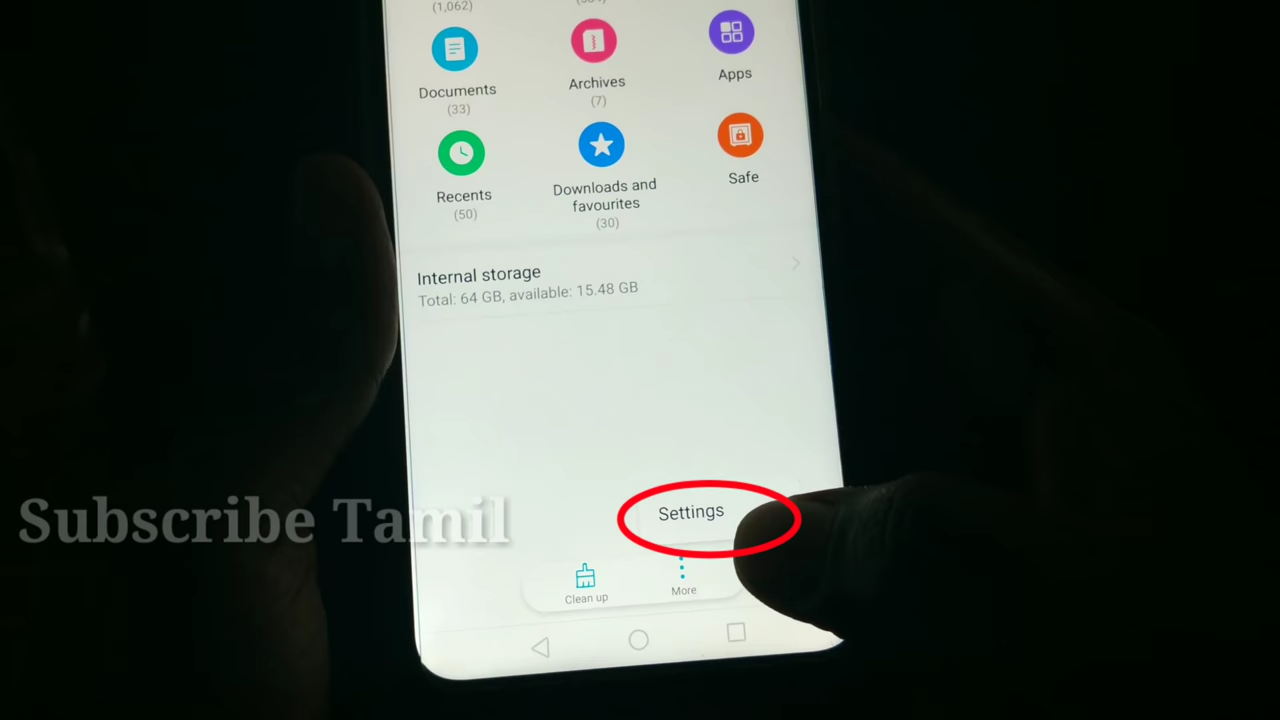 (1,062)
Documents
(33)
Archives
(7)
Apps
Recents
(50)
Downloads and
favourites
(30)
Safe
Internal storage
Total: 64 GB, available: 15.48 GB
Settings
Subscribe Tamil
Clean up
More